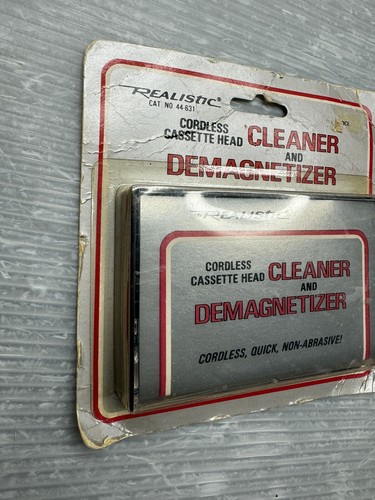 REALISTIC®
CAT. NO. 44-631
CORDLESS
CASSETTE HEAD CLEANER
AND
DEMAGNETIZER
REALISTIC
CORDLESS
CASSETTE HEAD CLEANER
AND
DEMAGNETIZER
CORDLESS, QUICK, NON-ABRASIVE!